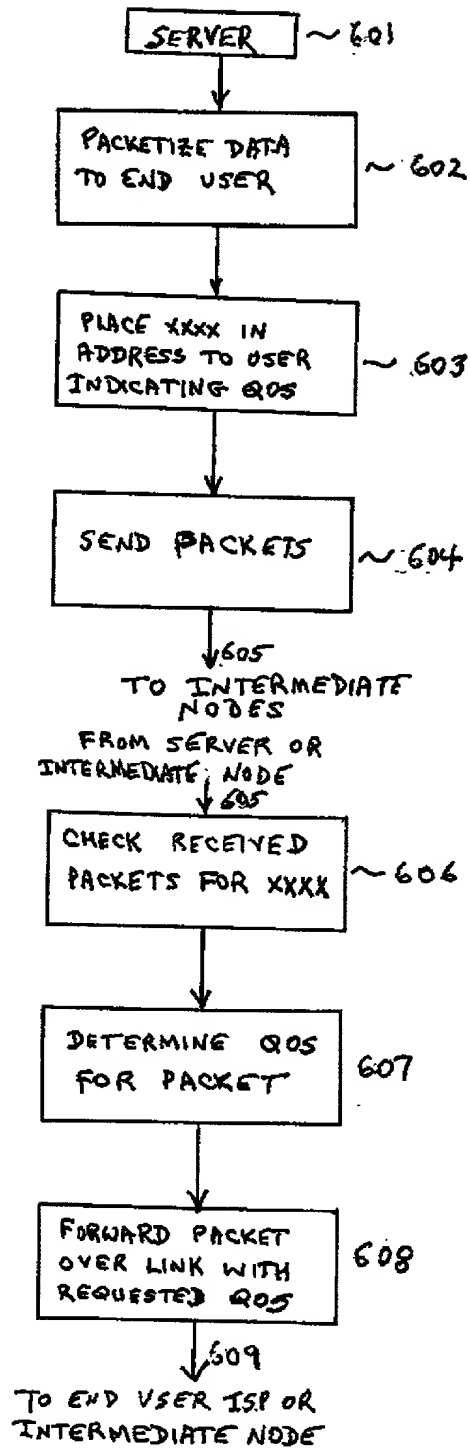 SERVER ~ 601
PACKETIZE DATA
TO END USER
~ 602
PLACE XXXX IN
ADDRESS TO USER
INDICATING QOS
~ 603
SEND PACKETS ~ 604
605
TO INTERMEDIATE
NODES
FROM SERVER OR
INTERMEDIATE NODE
605
CHECK RECEIVED
PACKETS FOR XXXX
~ 606
DETERMINE QOS
FOR PACKET
607
FORWARD PACKET
OVER LINK WITH
REQUESTED QOS
608
609
TO END USER ISP OR
INTERMEDIATE NODE